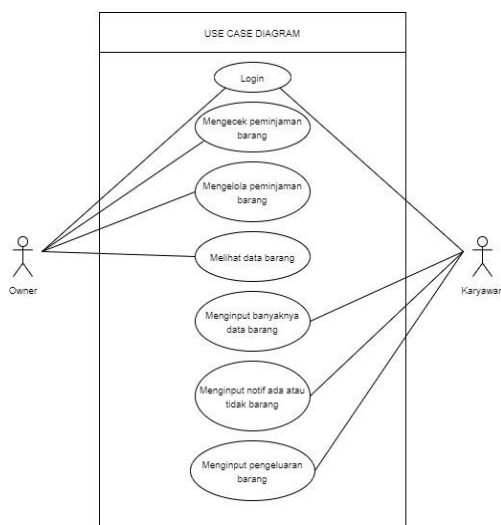 USE CASE DIAGRAM
Login
Mengecek peminjaman
barang
Mengelola peminjaman
barang
Melihat data barang
Owner
Karyawan
Menginput banyaknya
data barang
Menginput notif ada atau
tidak barang
Menginput pengeluaran
barang